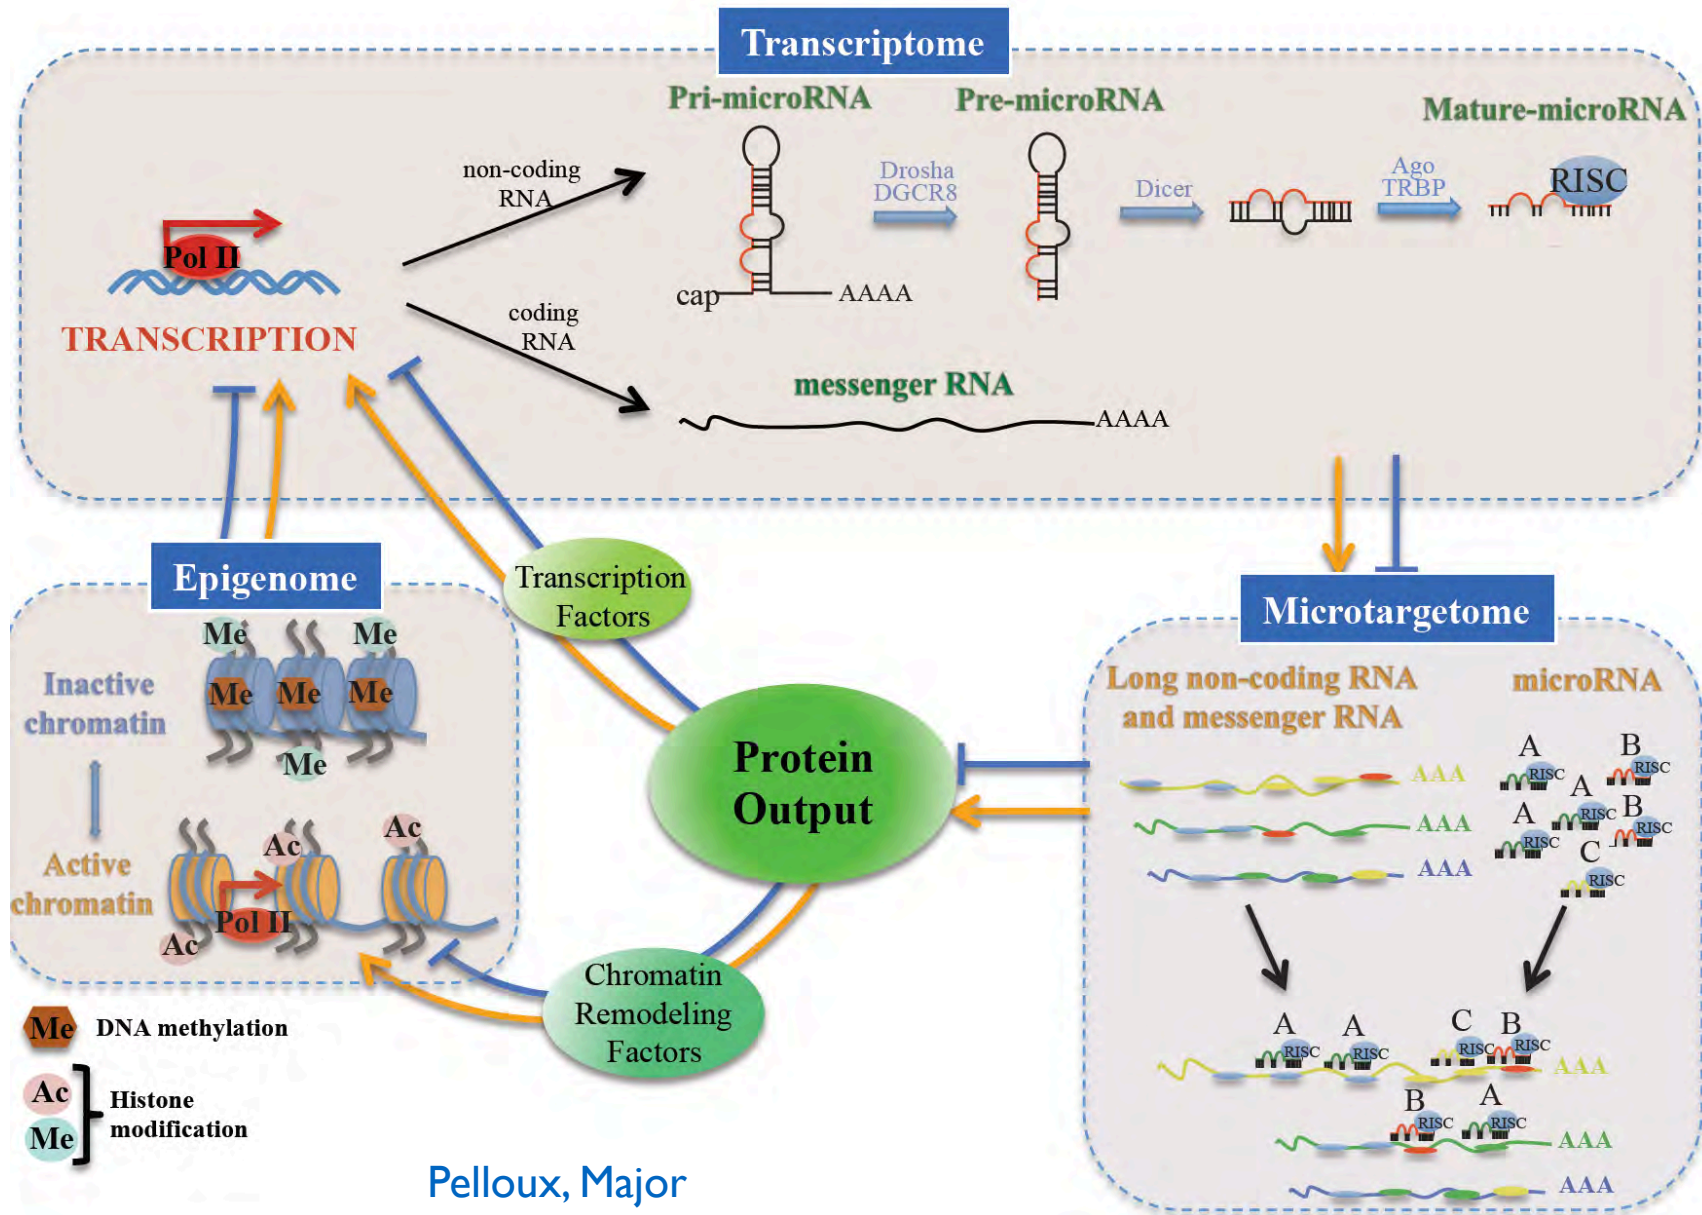 Transcriptome
Pri-microRNA
Pre-microRNA
Mature-microRNA
non-coding
RNA
Drosha
DGCR8
Dicer
Ago
TRBP
RISC
Pol II
cap
AAAA
TRANSCRIPTION
coding
RNA
messenger RNA
AAAA
Epigenome
Me
Me
Inactive
chromatin
Me
Me
Me
Me
Active
chromatin
Ac
Ac
Pol II
Ac
Transcription
Factors
Protein
Output
Chromatin
Remodeling
Factors
Microtargetome
Long non-coding RNA
and messenger RNA
microRNA
AAA
AAA
AAA
A
RISC
B
RISC
A
RISC
A
RISC
B
RISC
C
RISC
A
RISC
A
RISC
C
RISC
B
RISC
AAA
B
RISC
A
RISC
AAA
AAA
Me
DNA methylation
Ac
Me
Histone
modification
Pelloux, Major